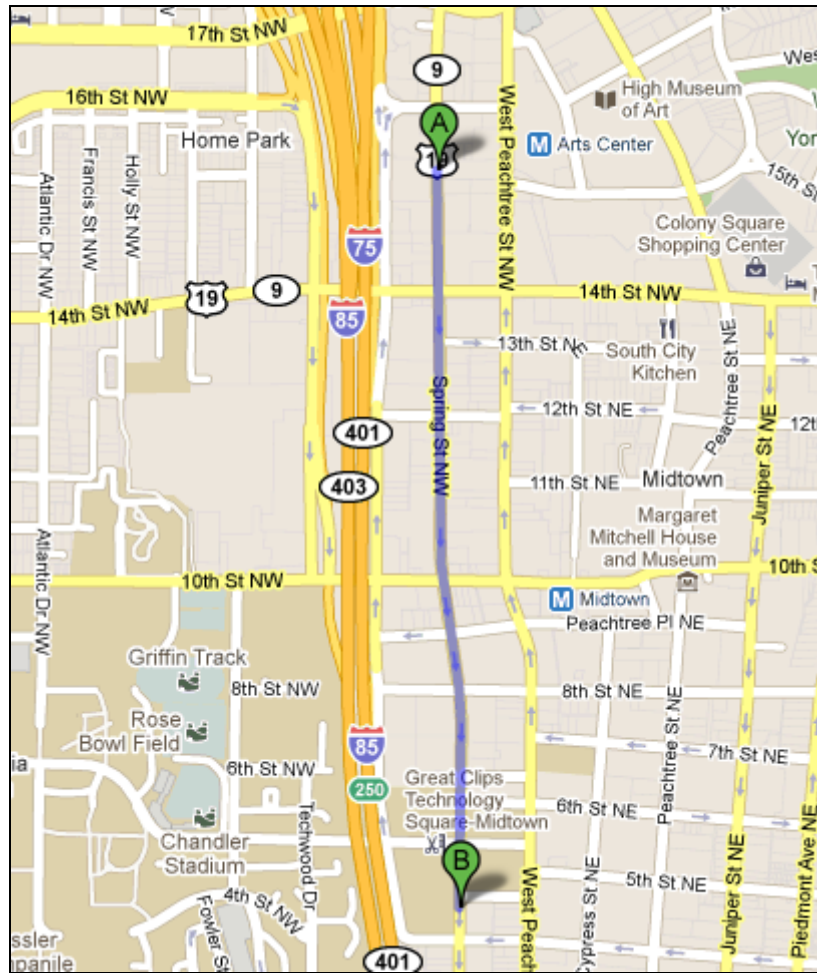 17th St NW
9
West Peachtree St NW
16th St NW
High Museum
of Art
A
Home Park
19
M Arts Center
15th St
Atlantic Dr NW
Francis St NW
Holly St NW
Colony Square
Shopping Center
75
19
9
14th St NW
14th St NW
85
13th St NE
South City
Kitchen
Peachtree St NE
Spring St NW
12th St NE
12th
401
11th St NE
Midtown
Juniper St NE
403
Margaret
Mitchell House
and Museum
Atlantic Dr NW
10th St NW
10th S
M Midtown
Peachtree Pl NE
Griffin Track
8th St NW
8th St NE
Rose
Bowl Field
85
7th St NE
Peachtree St NE
6th St NW
250
Great Clips
Technology
Square-Midtown
6th St NE
Techwood Dr
Chandler
Stadium
B
5th St NE
4th St NW
Fowler St
West Peach
Cypress St NE
Juniper St NE
Piedmont Ave NE
ssler
npanile
401